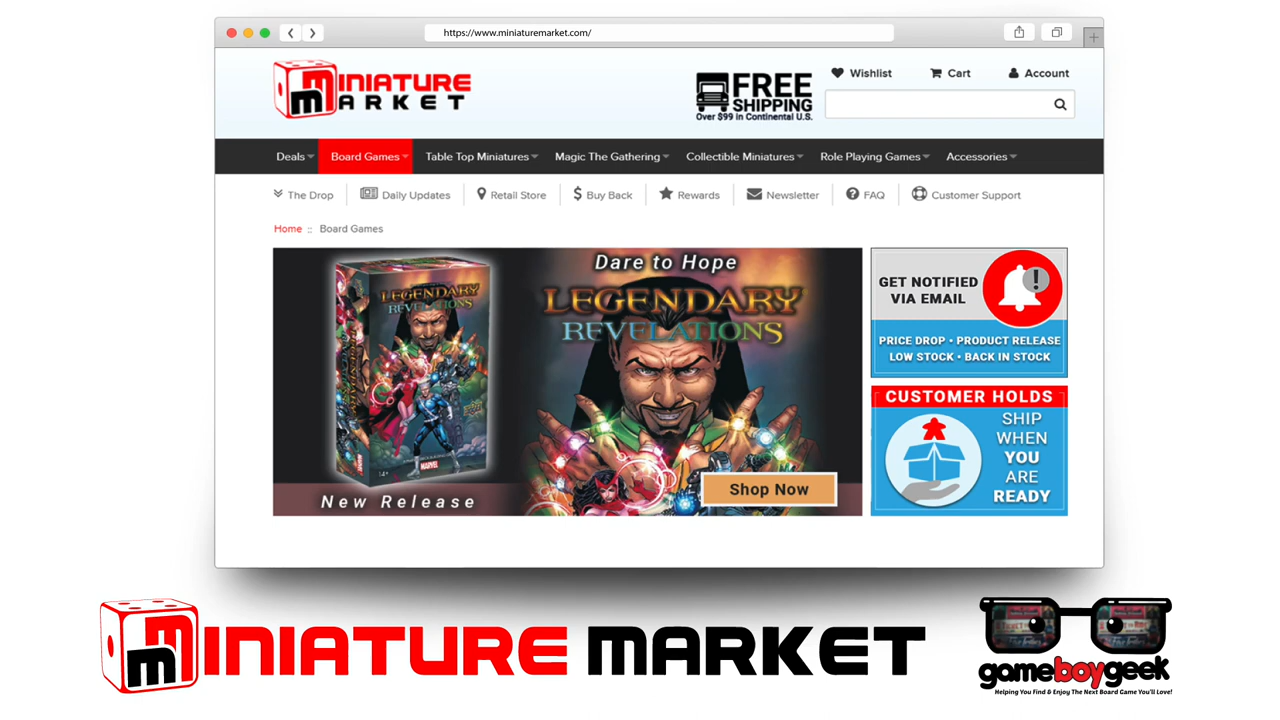 https://www.miniaturemarket.com/
MINIATURE
MARKET
FREE
SHIPPING
Over $99 in Continental U.S.
Wishlist
Cart
Account
Deals
Board Games
Table Top Miniatures
Magic The Gathering
Collectible Miniatures
Role Playing Games
Accessories
The Drop
Daily Updates
Retail Store
Buy Back
Rewards
Newsletter
FAQ
Customer Support
Home :: Board Games
LEGENDARY
REVELATIONS
MARVEL
14+
New Release
Dare to Hope
LEGENDARY
REVELATIONS
Shop Now
GET NOTIFIED
VIA EMAIL
PRICE DROP • PRODUCT RELEASE
LOW STOCK • BACK IN STOCK
CUSTOMER HOLDS
SHIP
WHEN
YOU
ARE
READY
MINIATURE MARKET
gameboygeek
Helping You Find & Enjoy The Next Board Game You'll Love!